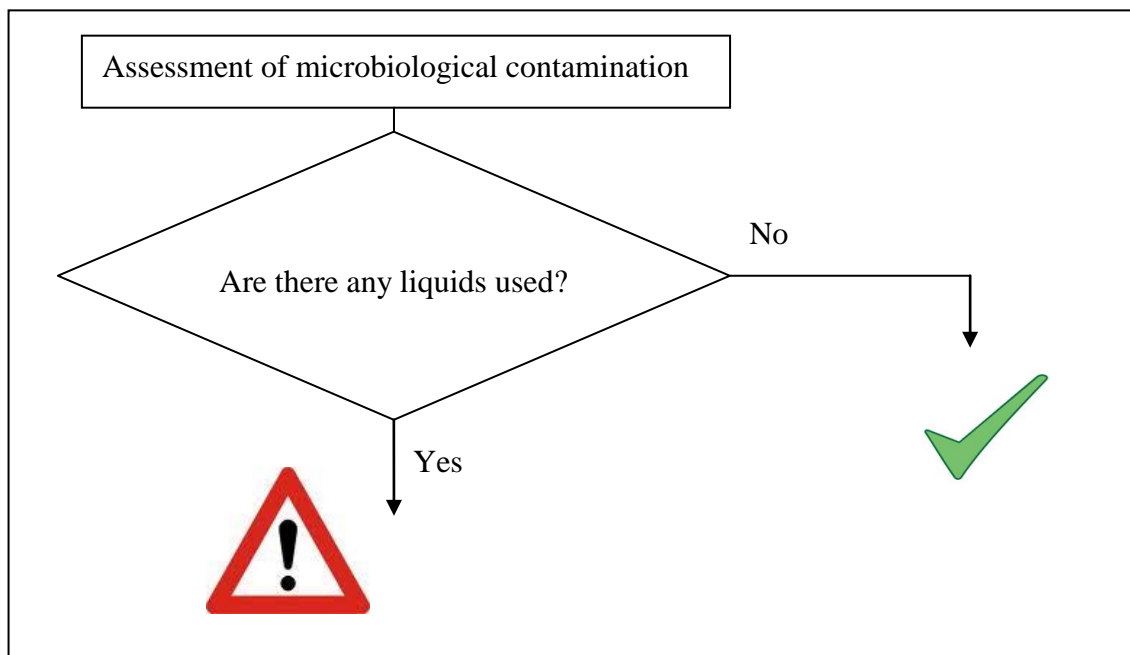 Assessment of microbiological contamination
No
Are there any liquids used?
Yes